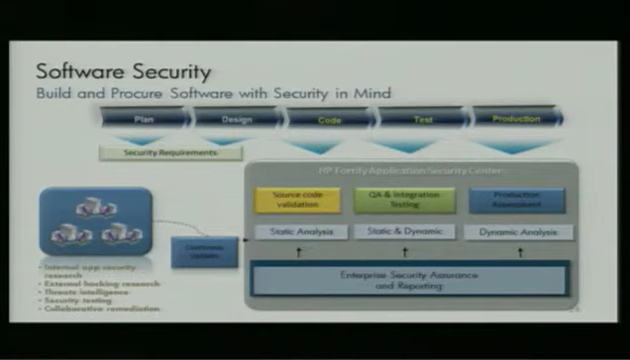 Software Security
Build and Procure Software with Security in Mind
Plan
Design
Code
Test
Production
Security Requirements
HP Fortify Application Security Center
Source code
validation
QA & Integration
Testing
Production
Assessment
Static Analysis
Static & Dynamic
Dynamic Analysis
Continuous
Updates
Enterprise Security Assurance
and Reporting
• Internal app security
research
• External hacking research
• Threats intelligence
• Security testing
• Collaborative remediation